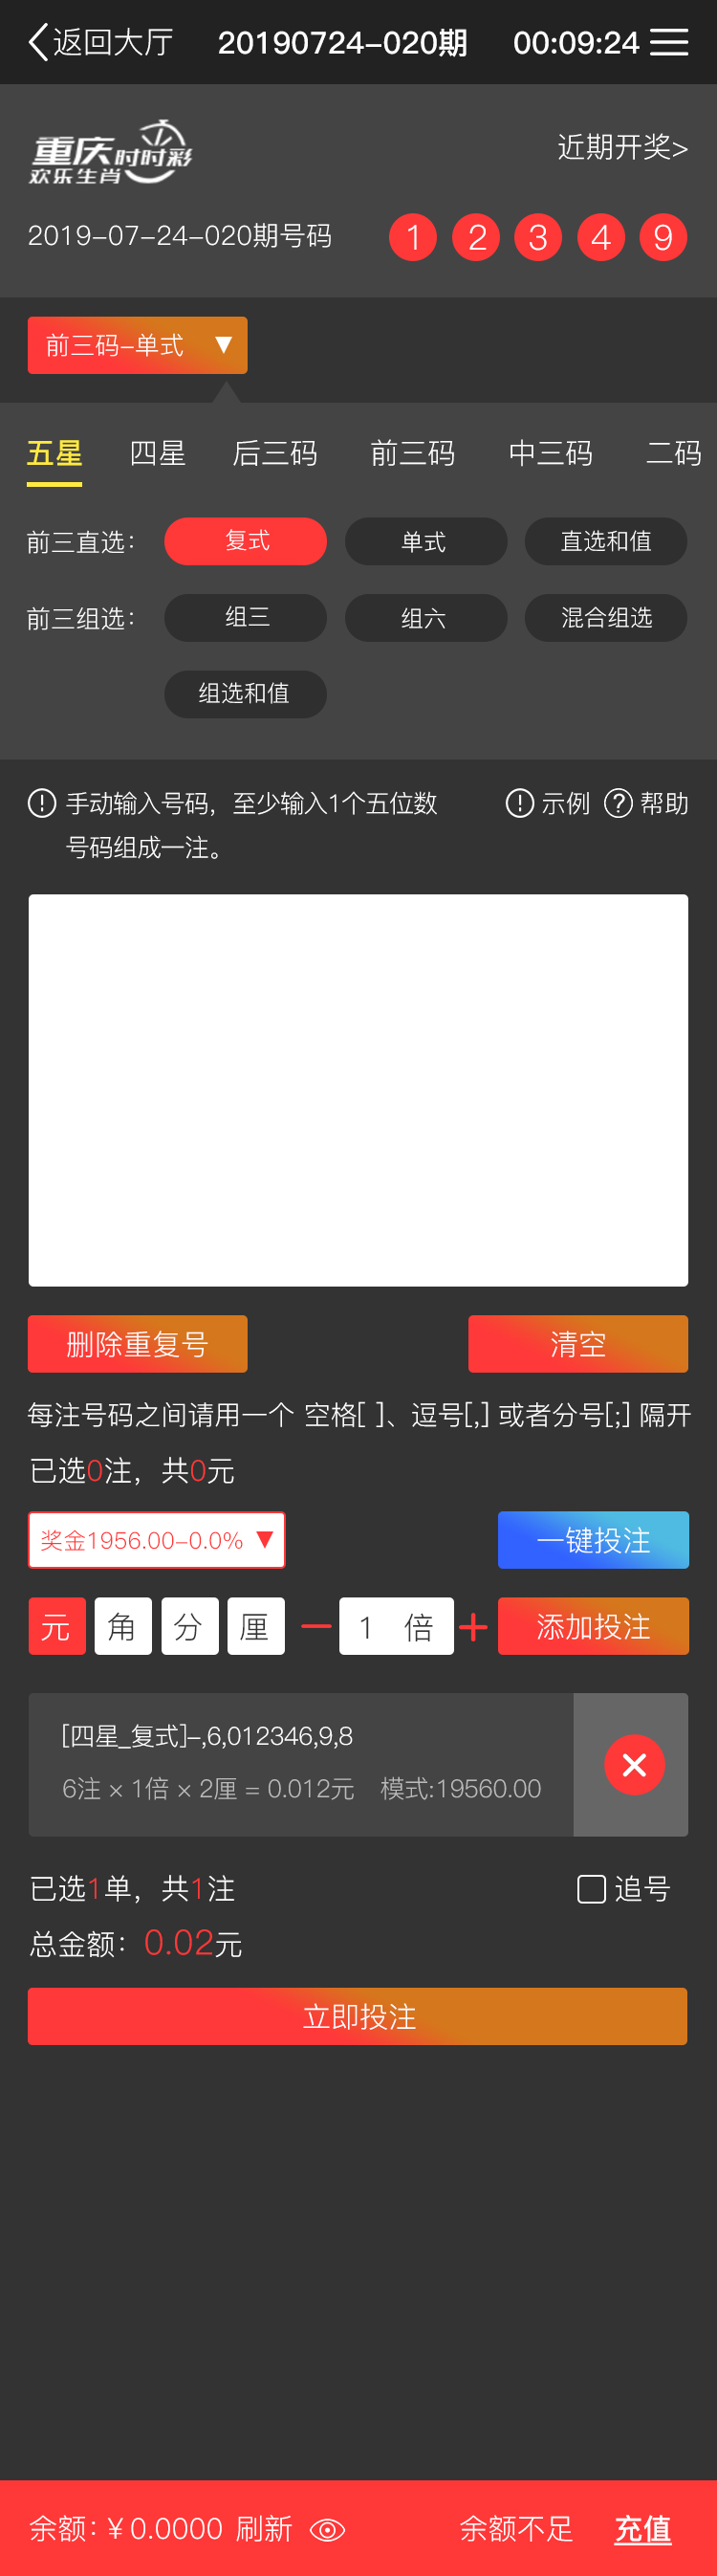 返回大厅 20190724-020期 00:09:24
重庆时时彩
欢乐生肖
近期开奖>
2019-07-24-020期号码 1 2 3 4 9
前三码-单式 ▼
五星 四星 后三码 前三码 中三码 二码
前三直选： 复式 单式 直选和值
前三组选： 组三 组六 混合组选
组选和值
手动输入号码，至少输入1个五位数 示例 帮助
号码组成一注。
删除重复号 清空
每注号码之间请用一个 空格[ ]、逗号[,] 或者分号[;] 隔开
已选0注，共0元
奖金1956.00-0.0% ▼ 一键投注
元 角 分 厘 － 1 倍 ＋ 添加投注
[四星_复式]-,6,012346,9,8
6注 × 1倍 × 2厘 = 0.012元 模式:19560.00
已选1单，共1注 追号
总金额：0.02元
立即投注
余额：￥0.0000 刷新 余额不足 充值